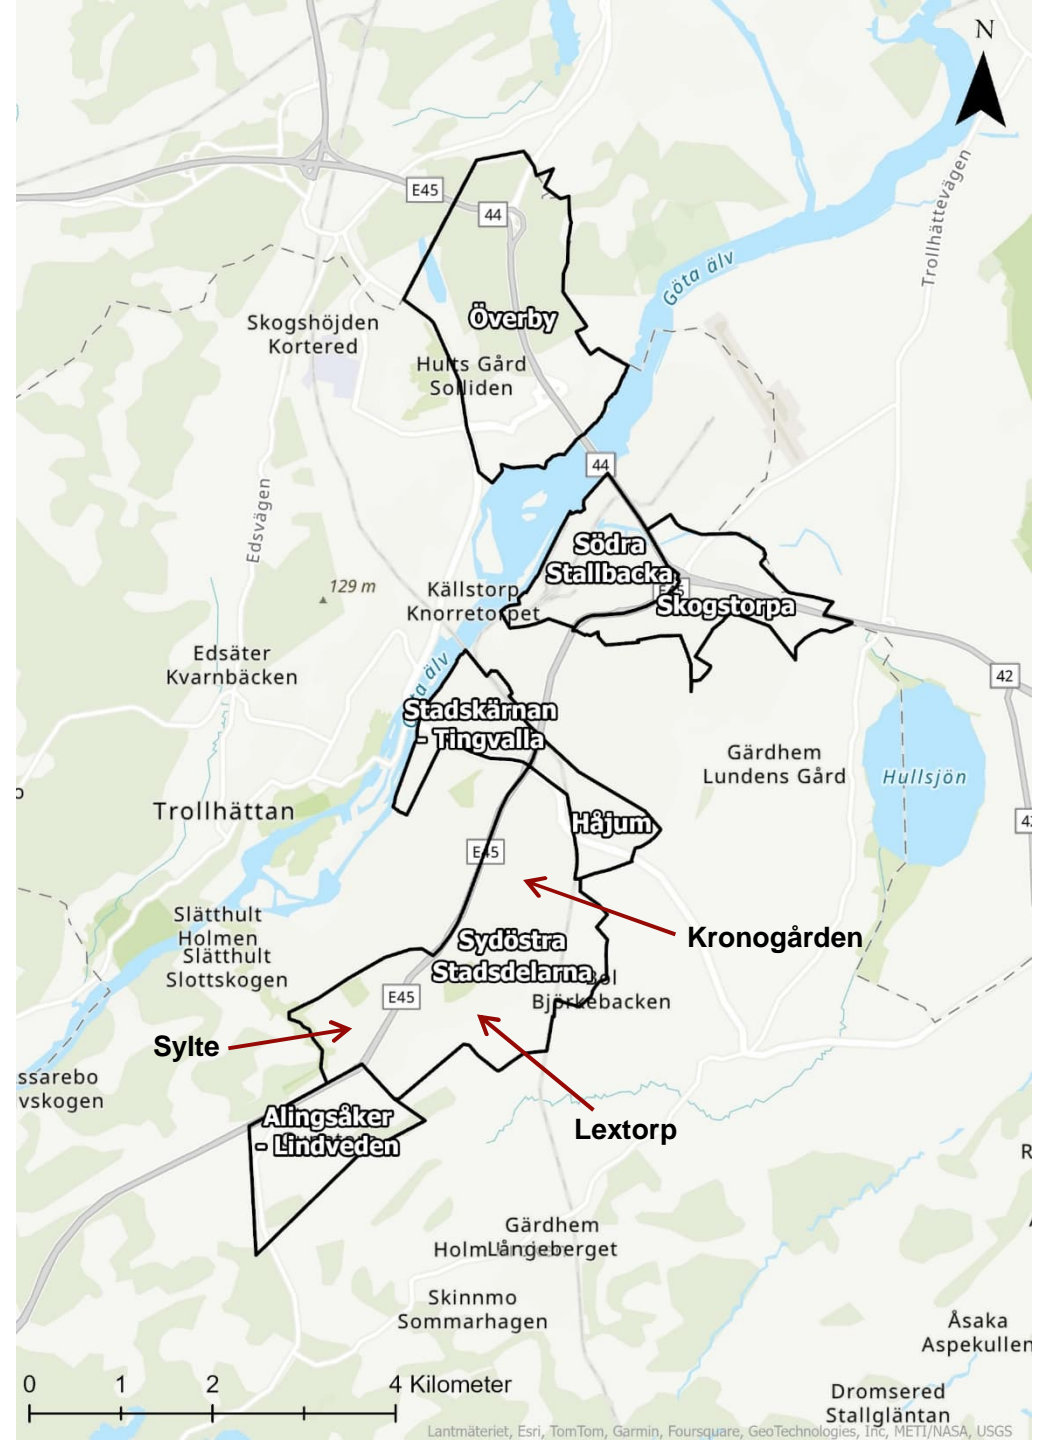 N
E45
44
Trollhättevägen
Göta älv
Överby
Skogshöjden
Kortered
Hults Gård
Solliden
44
Edsvägen
Södra
Stallbacka
129 m
Källstorp
Knorretorpet
Skogstorpa
Edsäter
Kvarnbäcken
42
Stadskärnan
- Tingvalla
Gärdhem
Lundens Gård
Hullsjön
Trollhättan
Håjum
E45
Slätthult
Holmen
Slätthult
Slottskogen
Kronogården
Sydöstra
Stadsdelarna
Björkebacken
E45
Sylte
ssarebo
vskogen
Lextorp
Alingsåker
- Lindveden
R
Gärdhem
Långeberget
Skinnmo
Sommarhagen
Åsaka
Aspekullen
0 1 2 4 Kilometer
Dromsered
Stallgläntan
Lantmäteriet, Esri, TomTom, Garmin, Foursquare, GeoTechnologies, Inc, METI/NASA, USGS